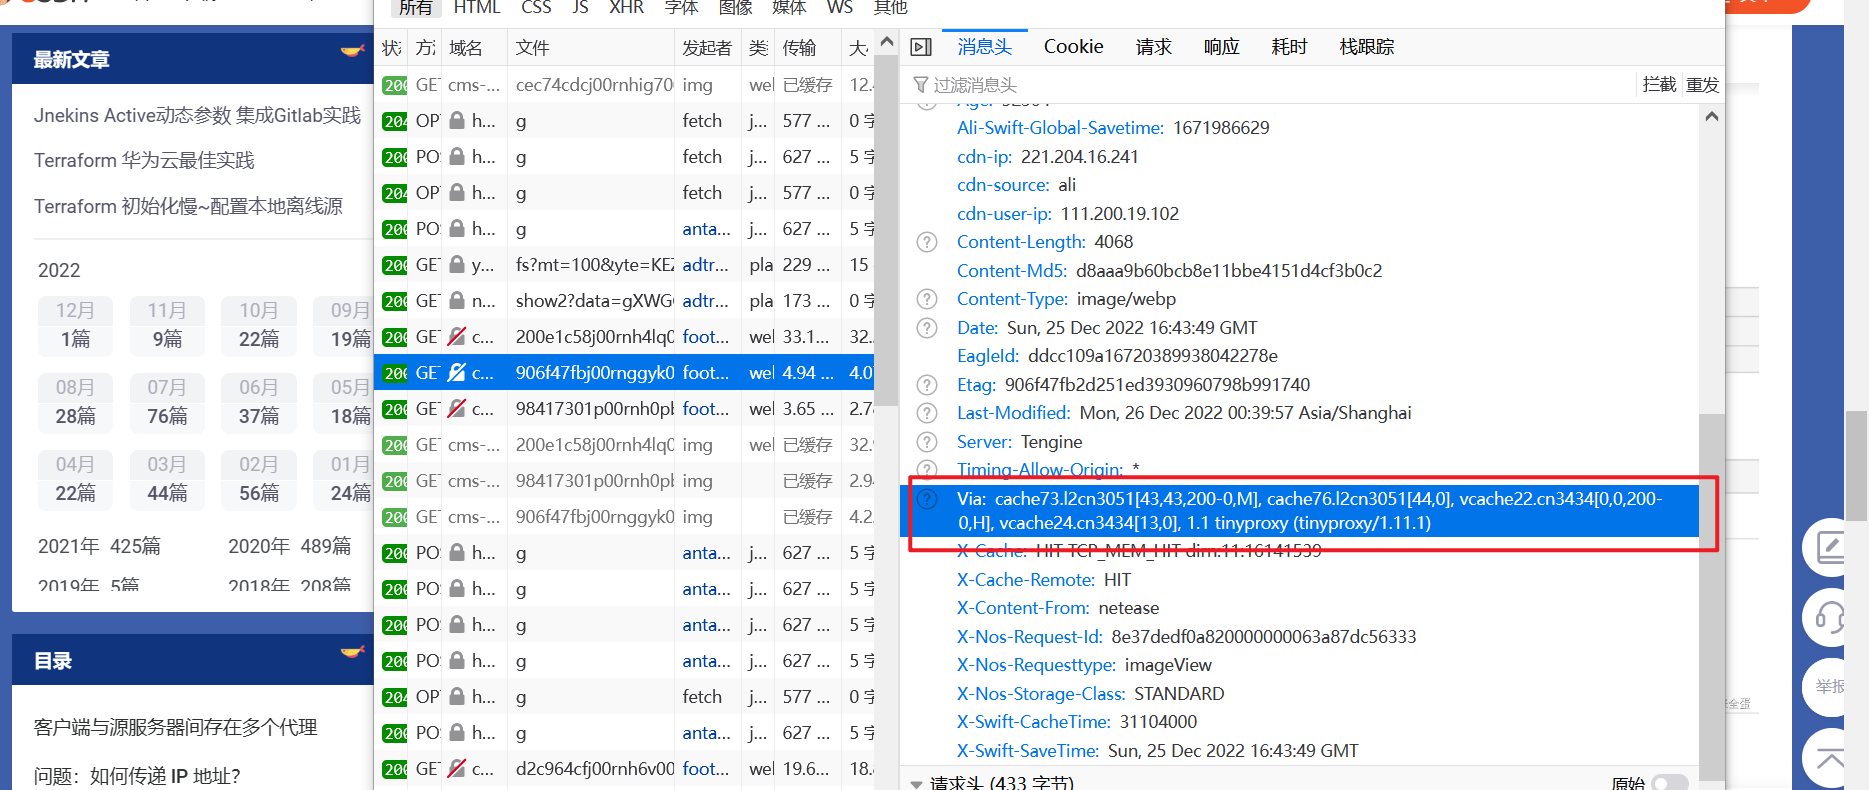 所有 HTML CSS JS XHR 字体 图像 媒体 WS 其他
最新文章
Jnekins Active动态参数 集成Gitlab实践
Terraform 华为云最佳实践
Terraform 初始化慢~配置本地离线源
2022
12月 11月 10月 09月
1篇 9篇 22篇 19篇
08月 07月 06月 05月
28篇 76篇 37篇 18篇
04月 03月 02月 01月
22篇 44篇 56篇 24篇
2021年 425篇 2020年 489篇
2019年 5篇 2018年 208篇
目录
客户端与源服务器间存在多个代理
问题：如何传递 IP 地址?
状 方 域名 文件 发起者 类 传输 大
200 GET cms-... cec74cdcj00rnhig70 img wel 已缓存 12.
204 OP h... g fetch j... 577 ... 0 字
200 PO h... g fetch j... 627 ... 5 字
204 OP h... g fetch j... 577 ... 0 字
200 PO h... g anta... j... 627 ... 5 字
200 GET y... fs?mt=100&yte=KEZ adtr... pla 229 ... 15
200 GET n... show2?data=gXWG adtr... pla 173 ... 0 字
200 GET c... 200e1c58j00rnh4lq0 foot... wel 33.1... 32.
200 GET c... 906f47fbj00rnggyk0 foot... wel 4.94 ... 4.0
200 GET c... 98417301p00rnh0pl foot... wel 3.65 ... 2.7
200 GET cms-... 200e1c58j00rnh4lq0 img wel 已缓存 32.9
200 GET cms-... 98417301p00rnh0pl img 已缓存 2.9
200 GET cms-... 906f47fbj00rnggyk0 img 已缓存 4.2
200 PO h... g anta... j... 627 ... 5 字
200 PO h... g anta... j... 627 ... 5 字
200 PO h... g anta... j... 627 ... 5 字
200 PO h... g anta... j... 627 ... 5 字
204 OP h... g fetch j... 577 ... 0 字
200 PO h... g anta... j... 627 ... 5 字
200 GET c... d2c964cfj00rnh6v00 foot... wel 19.6... 18.
消息头 Cookie 请求 响应 耗时 栈跟踪
过滤消息头 拦截 重发
Ali-Swift-Global-Savetime: 1671986629
cdn-ip: 221.204.16.241
cdn-source: ali
cdn-user-ip: 111.200.19.102
Content-Length: 4068
Content-Md5: d8aaa9b60bcb8e11bbe4151d4cf3b0c2
Content-Type: image/webp
Date: Sun, 25 Dec 2022 16:43:49 GMT
EagleId: ddcc109a16720389938042278e
Etag: 906f47fb2d251ed3930960798b991740
Last-Modified: Mon, 26 Dec 2022 00:39:57 Asia/Shanghai
Server: Tengine
Timing-Allow-Origin: *
Via: cache73.l2cn3051[43,43,200-0,M], cache76.l2cn3051[44,0], vcache22.cn3434[0,0,200-
0,H], vcache24.cn3434[13,0], 1.1 tinyproxy (tinyproxy/1.11.1)
X-Cache: HIT TCP_MEM_HIT dirn:11:16141539
X-Cache-Remote: HIT
X-Content-From: netease
X-Nos-Request-Id: 8e37dedf0a820000000063a87dc56333
X-Nos-Requesttype: imageView
X-Nos-Storage-Class: STANDARD
X-Swift-CacheTime: 31104000
X-Swift-SaveTime: Sun, 25 Dec 2022 16:43:49 GMT
请求头 (433 字节) 原始
举报
全蛋